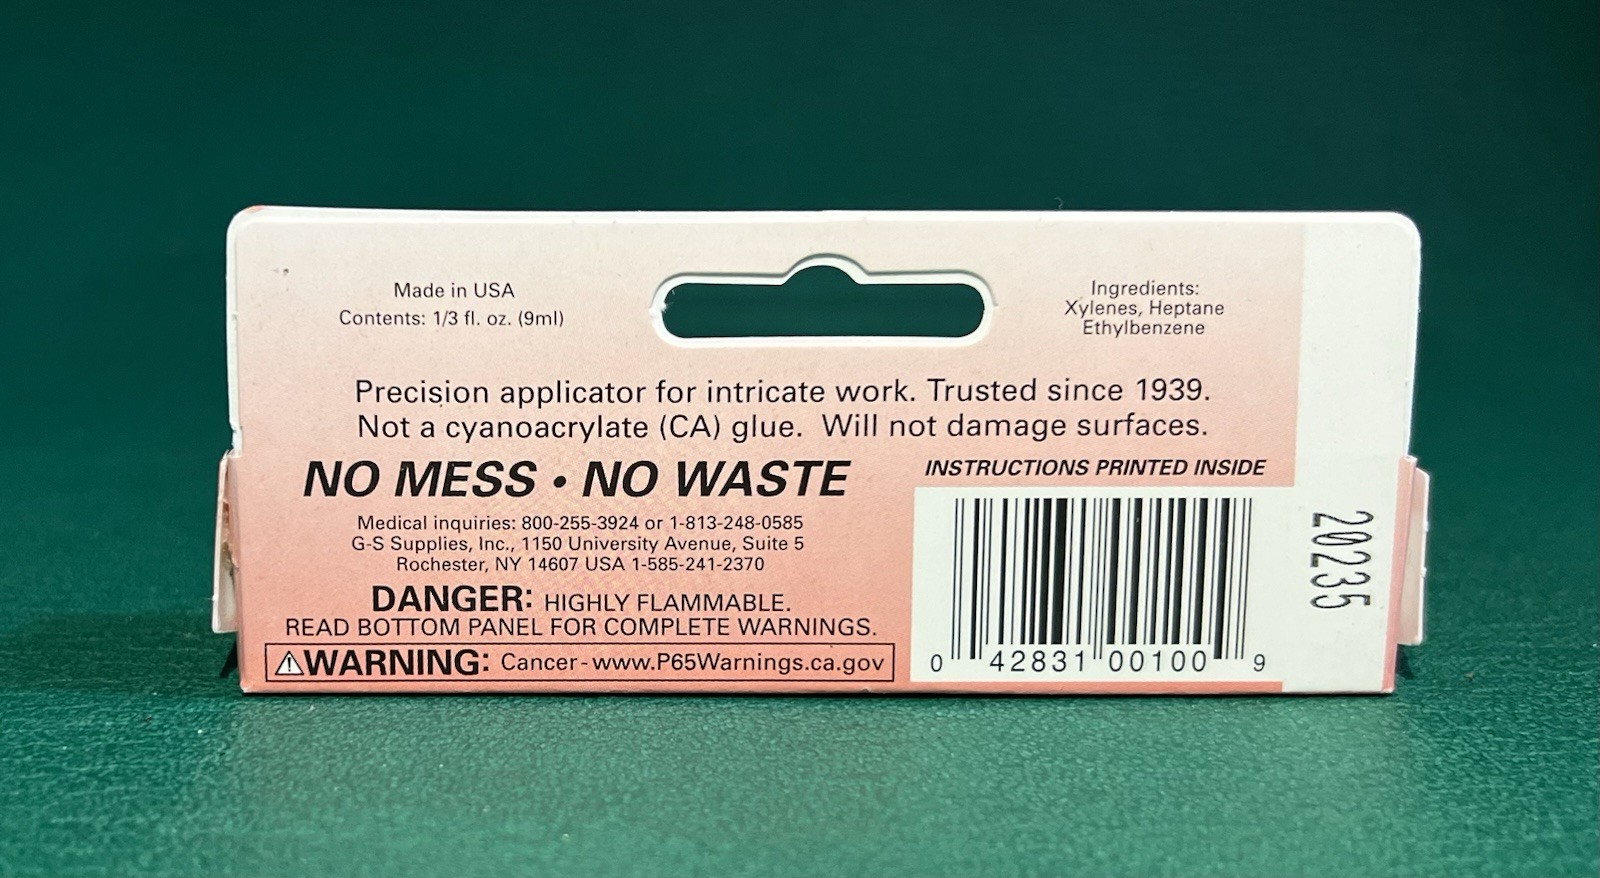 Made in USA
Contents: 1/3 fl. oz. (9ml)
Ingredients:
Xylenes, Heptane
Ethylbenzene
Precision applicator for intricate work. Trusted since 1939.
Not a cyanoacrylate (CA) glue. Will not damage surfaces.
NO MESS • NO WASTE
Medical inquiries: 800-255-3924 or 1-813-248-0585
G-S Supplies, Inc., 1150 University Avenue, Suite 5
Rochester, NY 14607 USA 1-585-241-2370
DANGER: HIGHLY FLAMMABLE.
READ BOTTOM PANEL FOR COMPLETE WARNINGS.
⚠WARNING: Cancer - www.P65Warnings.ca.gov
INSTRUCTIONS PRINTED INSIDE
0 42831 00100 9
20235